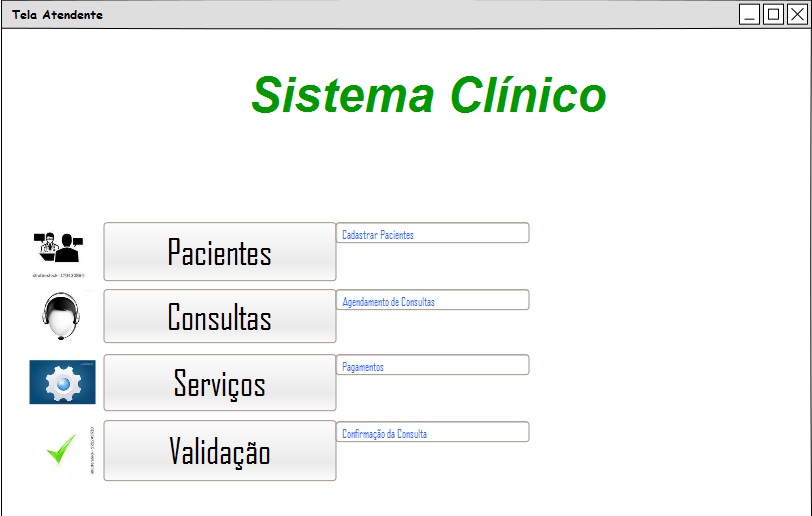 Tela Atendente
Sistema Clínico
Pacientes
Cadastrar Pacientes
Consultas
Agendamento de Consultas
Serviços
Pagamentos
Validação
Confirmação da Consulta